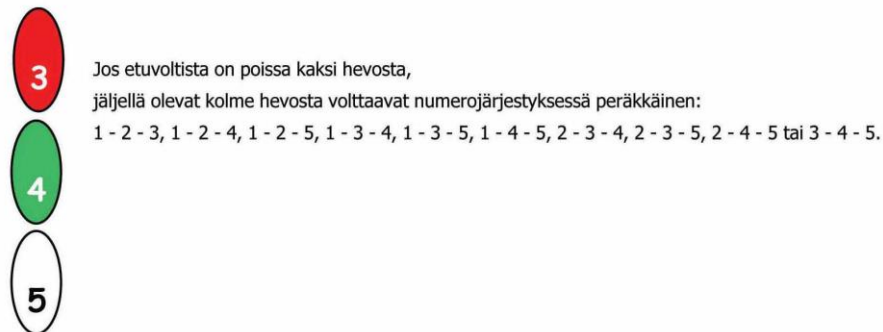 3
Jos etuvoltista on poissa kaksi hevosta,
jäljellä olevat kolme hevosta volttaavat numerojärjestyksessä peräkkäinen:
1 - 2 - 3, 1 - 2 - 4, 1 - 2 - 5, 1 - 3 - 4, 1 - 3 - 5, 1 - 4 - 5, 2 - 3 - 4, 2 - 3 - 5, 2 - 4 - 5 tai 3 - 4 - 5.
4
5